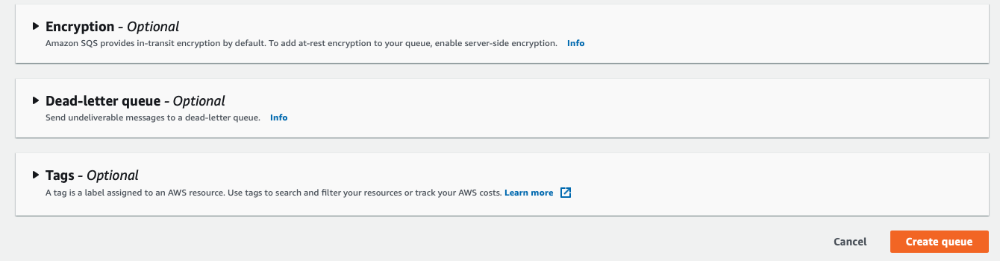 Encryption - Optional
Amazon SQS provides in-transit encryption by default. To add at-rest encryption to your queue, enable server-side encryption. Info
Dead-letter queue - Optional
Send undeliverable messages to a dead-letter queue. Info
Tags - Optional
A tag is a label assigned to an AWS resource. Use tags to search and filter your resources or track your AWS costs. Learn more
Cancel Create queue